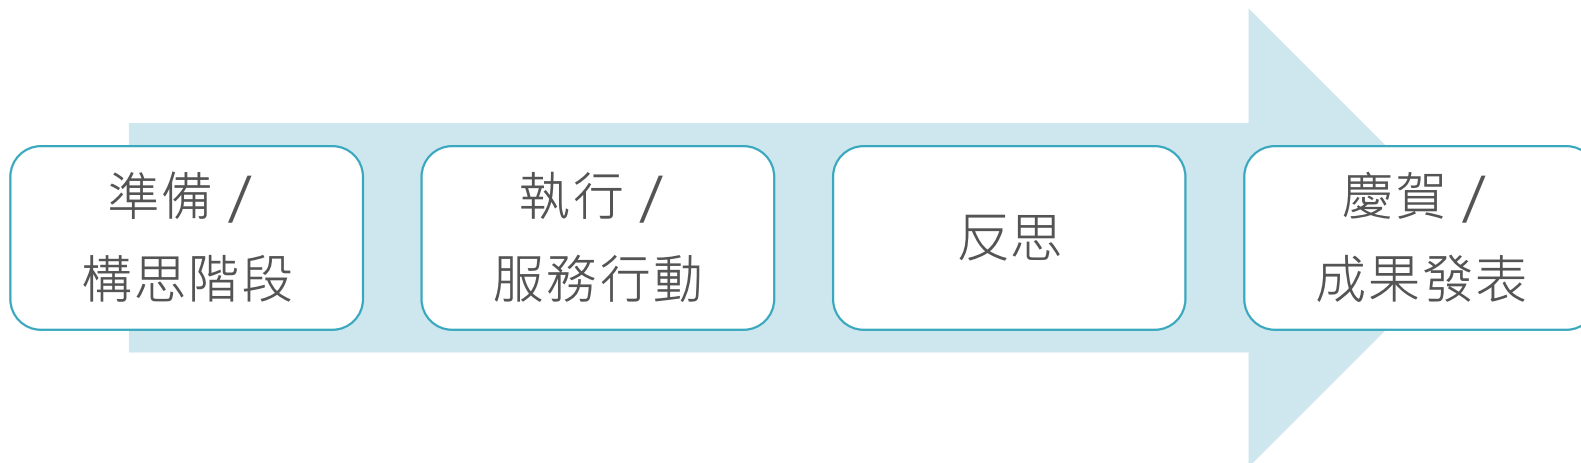 準備 /
構思階段
執行 /
服務行動
反思
慶賀 /
成果發表